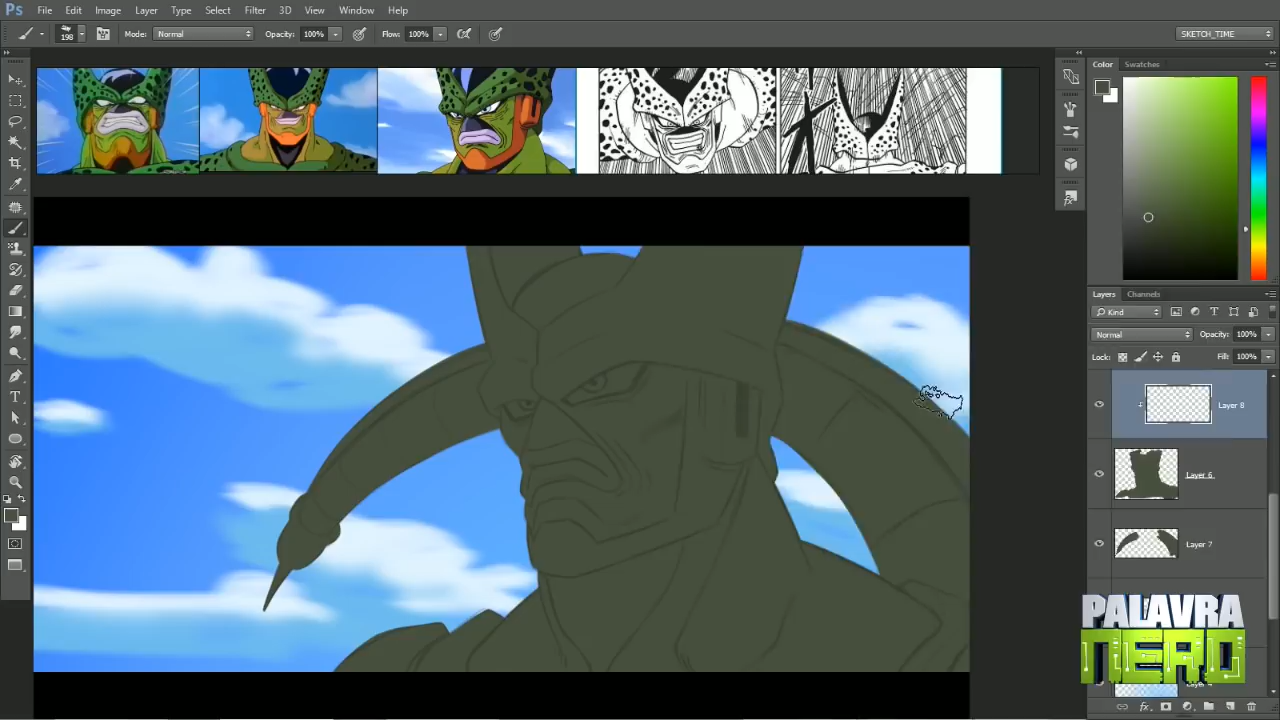 Ps File Edit Image Layer Type Select Filter 3D View Window Help
198 Mode: Normal Opacity: 100% Flow: 100% SKETCH_TIME
Color Swatches
Layers Channels
Kind
Normal Opacity: 100%
Lock: Fill: 100%
Layer 8
Layer 6
Layer 7
PALAVRA
NERD